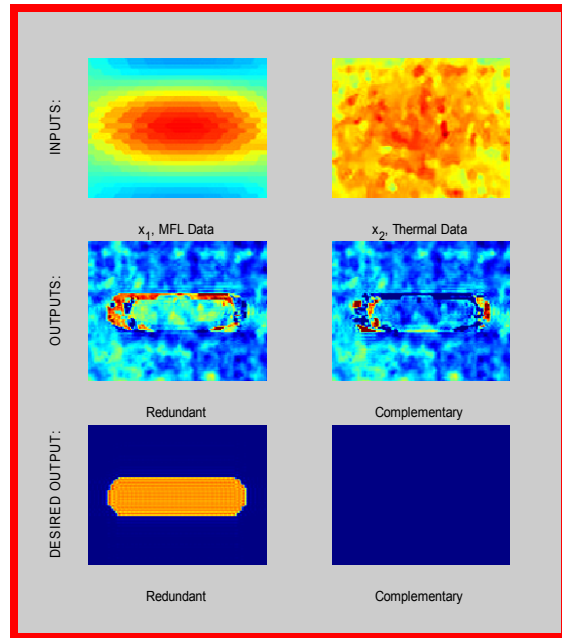 INPUTS:
x1, MFL Data
x2, Thermal Data
OUTPUTS:
Redundant
Complementary
DESIRED OUTPUT:
Redundant
Complementary